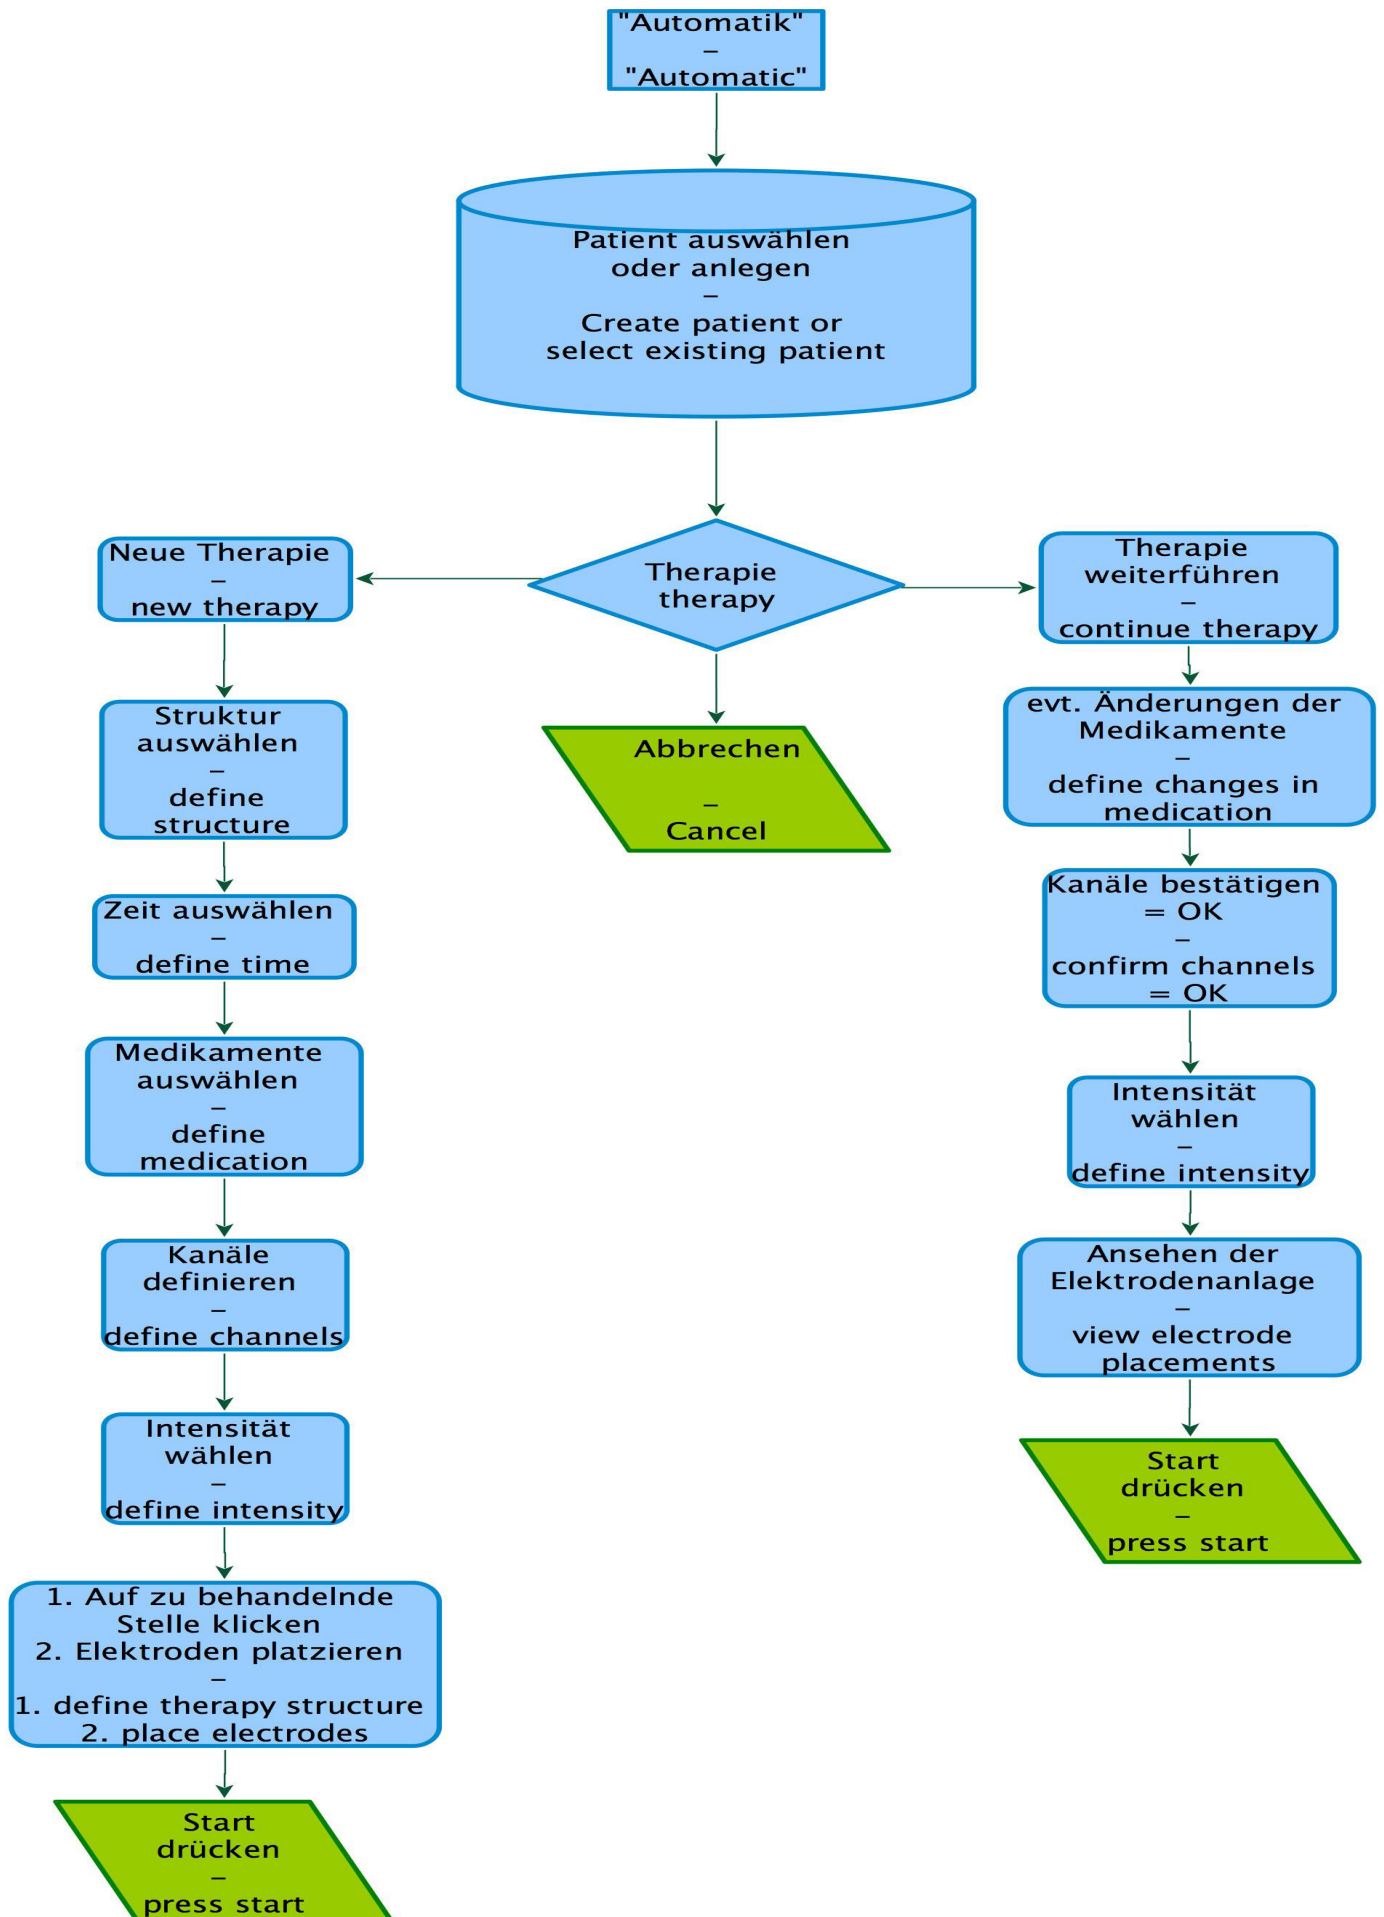 "Automatik"
–
"Automatic"
Patient auswählen
oder anlegen
–
Create patient or
select existing patient
Therapie
therapy
Neue Therapie
–
new therapy
Struktur
auswählen
–
define
structure
Zeit auswählen
–
define time
Medikamente
auswählen
–
define
medication
Kanäle
definieren
–
define channels
Intensität
wählen
–
define intensity
1. Auf zu behandelnde
Stelle klicken
2. Elektroden platzieren
–
1. define therapy structure
2. place electrodes
Start
drücken
–
press start
Abbrechen
–
Cancel
Therapie
weiterführen
–
continue therapy
evt. Änderungen der
Medikamente
–
define changes in
medication
Kanäle bestätigen
= OK
–
confirm channels
= OK
Intensität
wählen
–
define intensity
Ansehen der
Elektrodenanlage
–
view electrode
placements
Start
drücken
–
press start